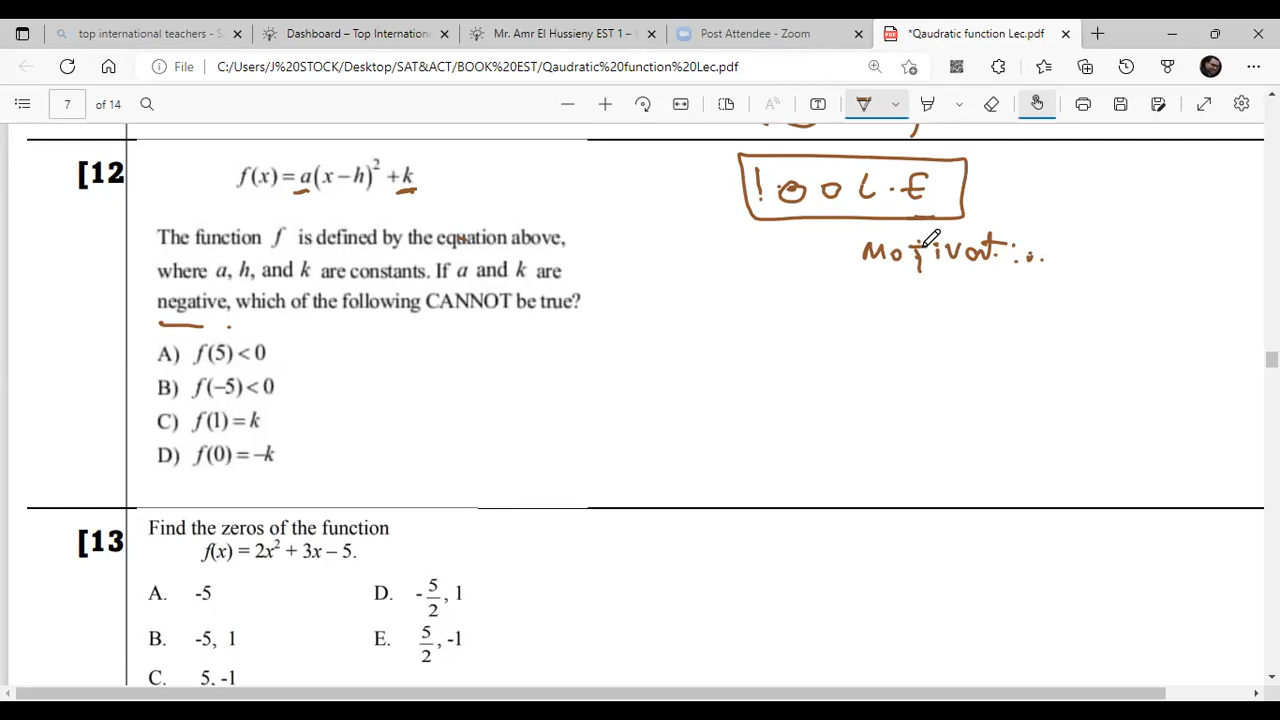 top international teachers - S
Dashboard – Top Internation
Mr. Amr El Hussieny EST 1 –
Post Attendee - Zoom
*Qaudratic function Lec.pdf
File
C:/Users/J%20STOCK/Desktop/SAT&ACT/BOOK%20EST/Qaudratic%20function%20Lec.pdf
7 of 14
[12
f(x) = a(x−h)² + k
The function f is defined by the equation above,
where a, h, and k are constants. If a and k are
negative, which of the following CANNOT be true?
A) f(5) < 0
B) f(−5) < 0
C) f(1) = k
D) f(0) = −k
Motivat
[13
Find the zeros of the function
f(x) = 2x² + 3x – 5.
A. -5
B. -5, 1
C. 5, -1
D. -5/2, 1
E. 5/2, -1